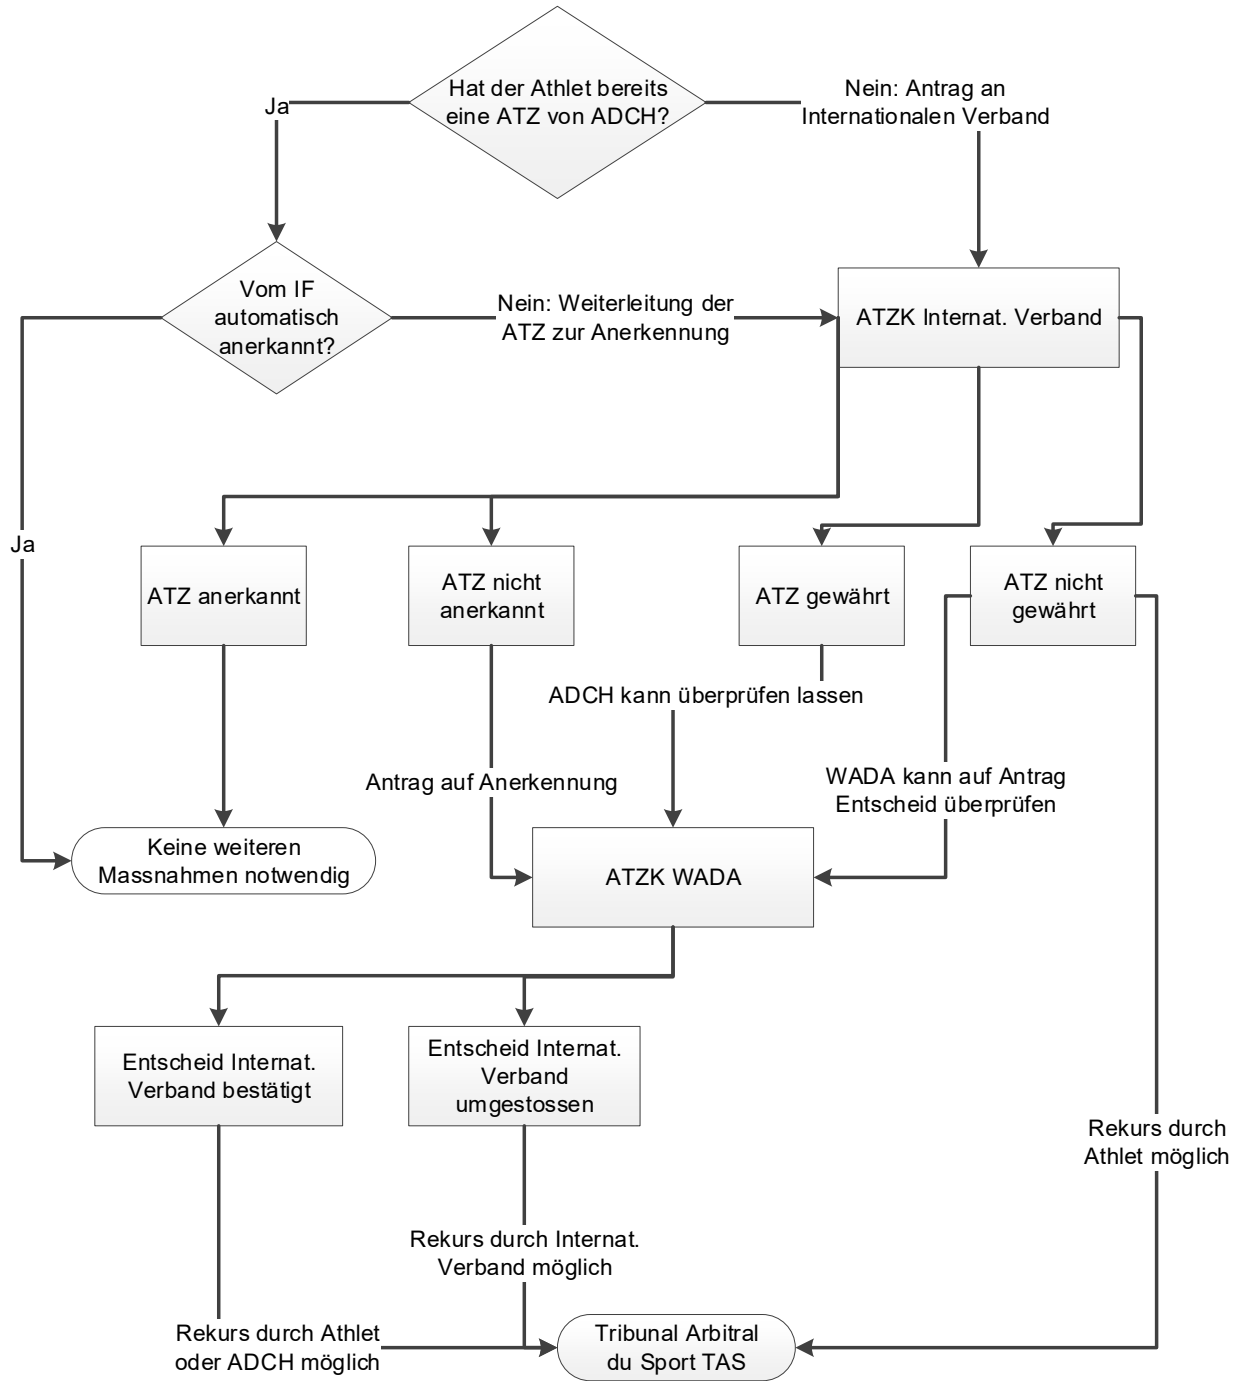 Hat der Athlet bereits
eine ATZ von ADCH?
Ja
Nein: Antrag an
Internationalen Verband
Vom IF
automatisch
anerkannt?
Nein: Weiterleitung der
ATZ zur Anerkennung
ATZK Internat. Verband
Ja
ATZ anerkannt
ATZ nicht
anerkannt
ATZ gewährt
ATZ nicht
gewährt
ADCH kann überprüfen lassen
Antrag auf Anerkennung
WADA kann auf Antrag
Entscheid überprüfen
Keine weiteren
Massnahmen notwendig
ATZK WADA
Entscheid Internat.
Verband bestätigt
Entscheid Internat.
Verband
umgestossen
Rekurs durch
Athlet möglich
Rekurs durch Internat.
Verband möglich
Rekurs durch Athlet
oder ADCH möglich
Tribunal Arbitral
du Sport TAS